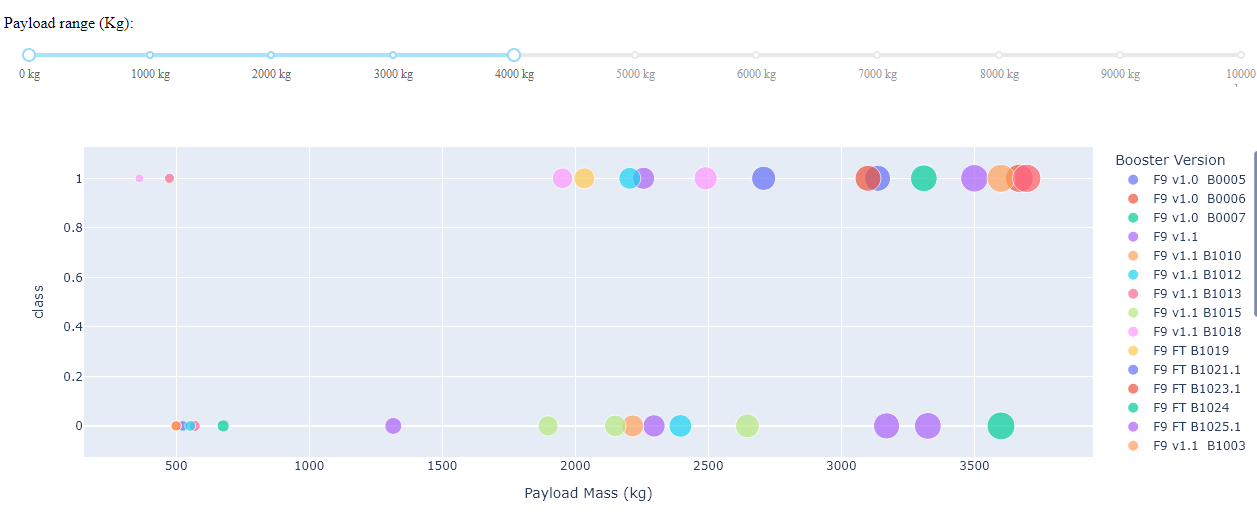 Payload range (Kg):
0 kg 1000 kg 2000 kg 3000 kg 4000 kg 5000 kg 6000 kg 7000 kg 8000 kg 9000 kg 10000
Booster Version
F9 v1.0  B0005
F9 v1.0  B0006
F9 v1.0  B0007
F9 v1.1
F9 v1.1 B1010
F9 v1.1 B1012
F9 v1.1 B1013
F9 v1.1 B1015
F9 v1.1 B1018
F9 FT B1019
F9 FT B1021.1
F9 FT B1023.1
F9 FT B1024
F9 FT B1025.1
F9 v1.1  B1003
class
1
0.8
0.6
0.4
0.2
0
500 1000 1500 2000 2500 3000 3500
Payload Mass (kg)